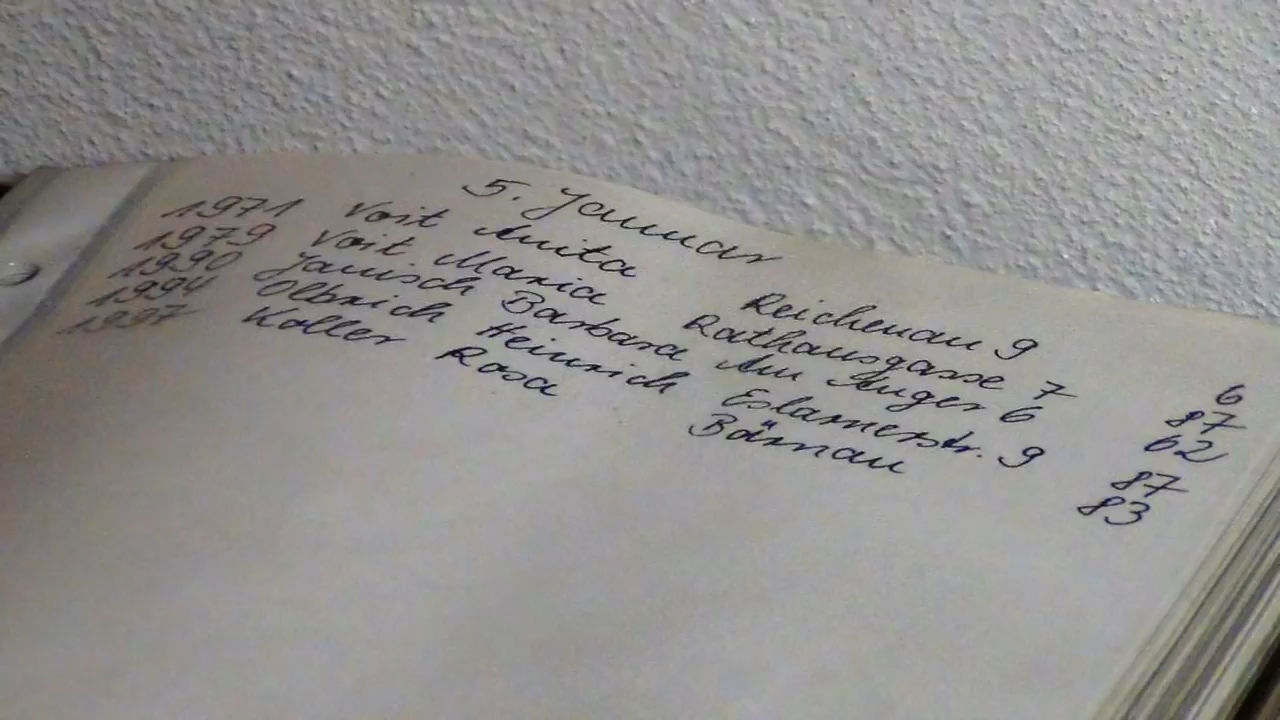 5. Januar
1971 Voit Anita Reichenau 9 6
1979 Voit Maria Rathausgasse 7 87
1990 Janisch Barbara Am Anger 6 62
1994 Olbrich Heinrich Eslarnerstr. 9 87
1997 Koller Rosa Bärnau 83